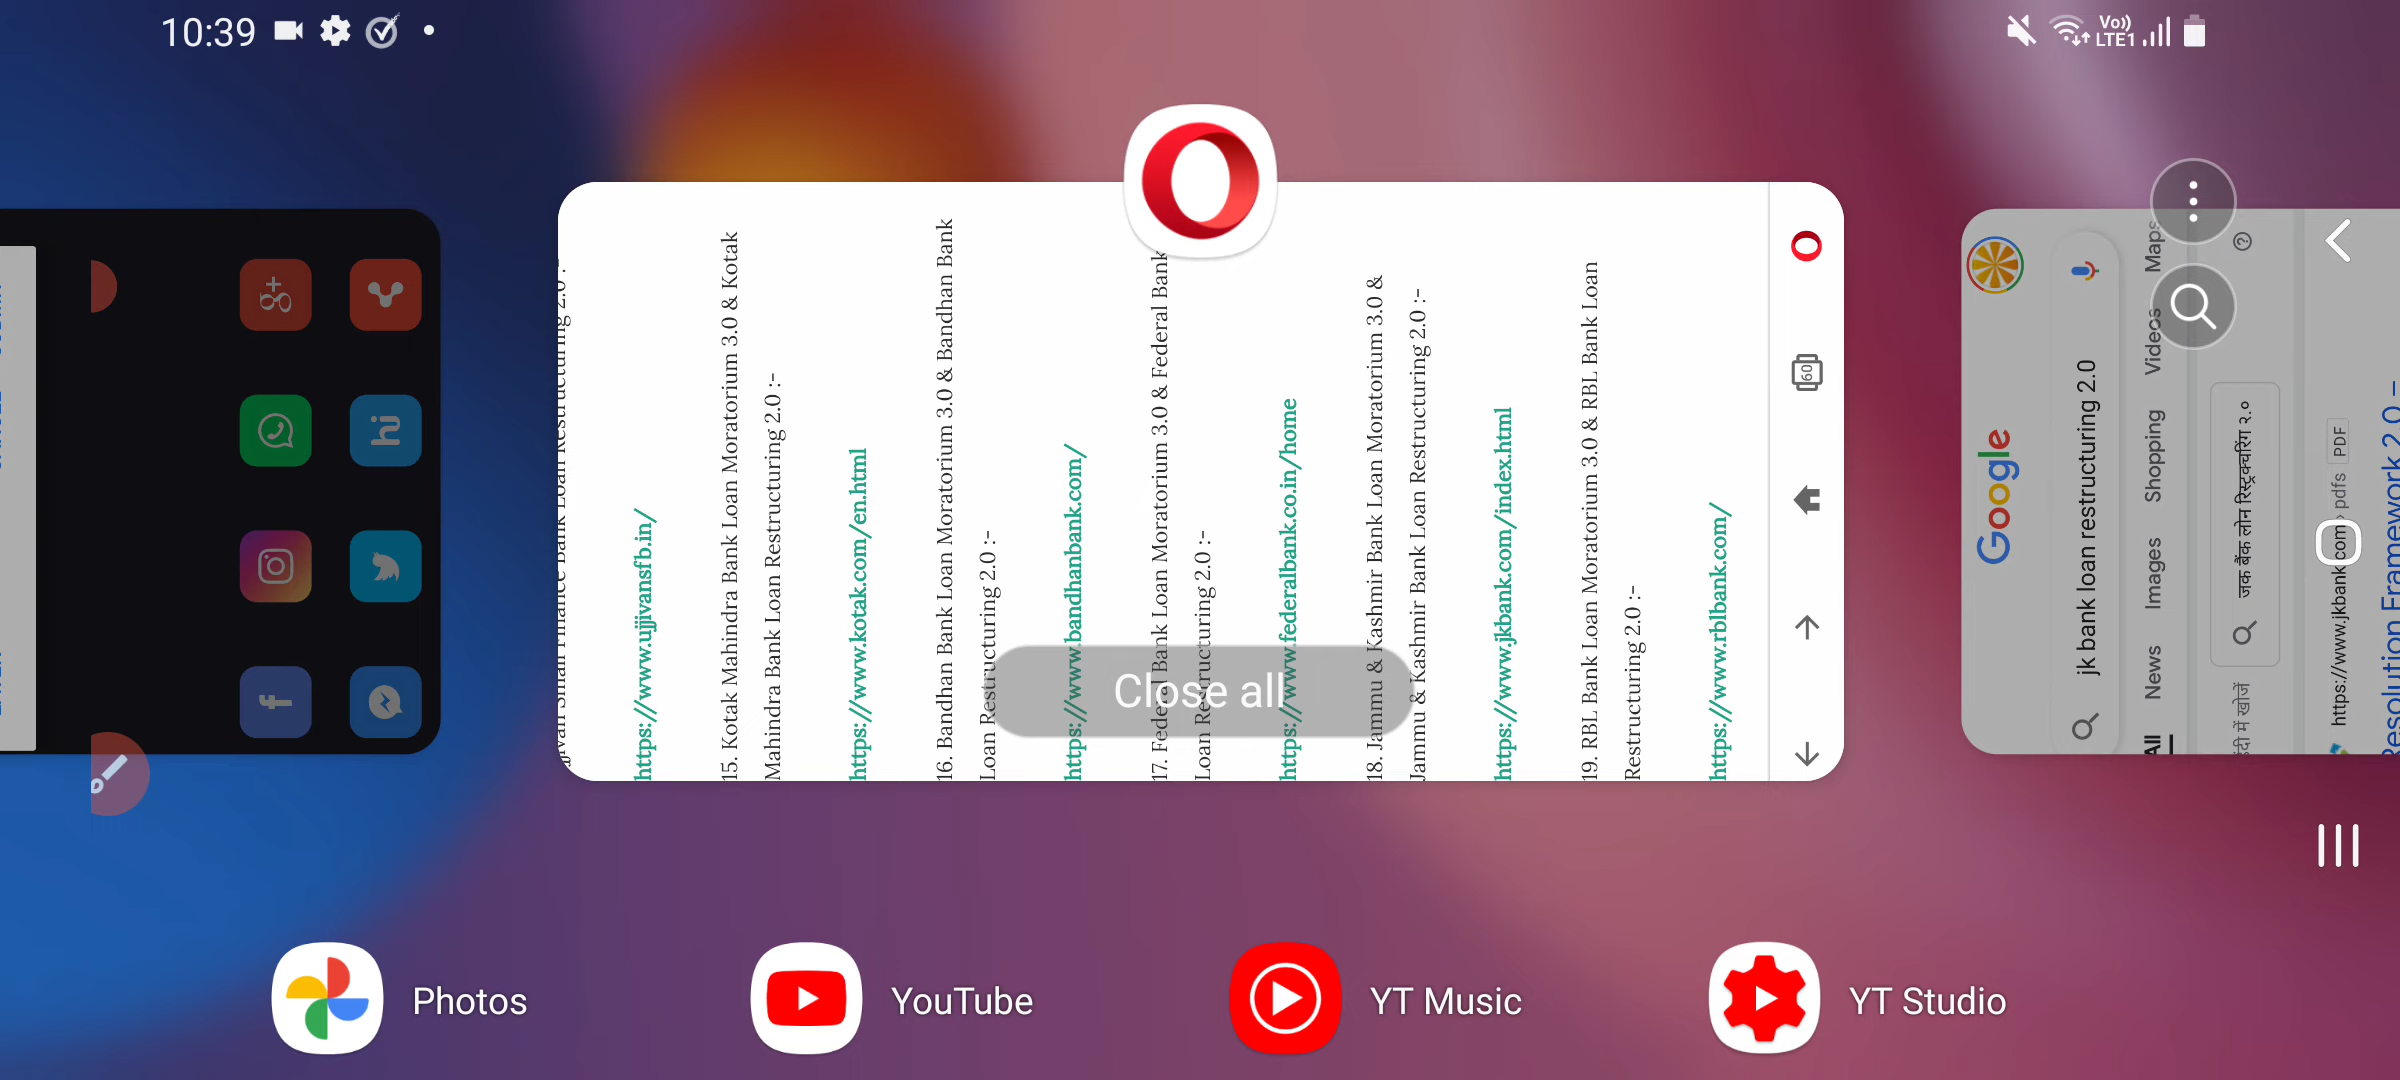 10:39
Vo))
LTE1
https://www.ujjivansfb.in/
15. Kotak Mahindra Bank Loan Moratorium 3.0 & Kotak
Mahindra Bank Loan Restructuring 2.0 :-
https://www.kotak.com/en.html
16. Bandhan Bank Loan Moratorium 3.0 & Bandhan Bank
Loan Restructuring 2.0 :-
https://www.bandhanbank.com/
17. Federal Bank Loan Moratorium 3.0 & Federal Bank
Loan Restructuring 2.0 :-
https://www.federalbank.co.in/home
18. Jammu & Kashmir Bank Loan Moratorium 3.0 &
Jammu & Kashmir Bank Loan Restructuring 2.0 :-
https://www.jkbank.com/index.html
19. RBL Bank Loan Moratorium 3.0 & RBL Bank Loan
Restructuring 2.0 :-
https://www.rblbank.com/
60
Close all
Google
jk bank loan restructuring 2.0
All News Images Shopping Videos Maps
में खोजें जक बैंक लोन रिस्ट्रक्चरिंग २.०
https://www.jkbank.com › pdfs PDF
Resolution Framework 2.0 –
Photos
YouTube
YT Music
YT Studio